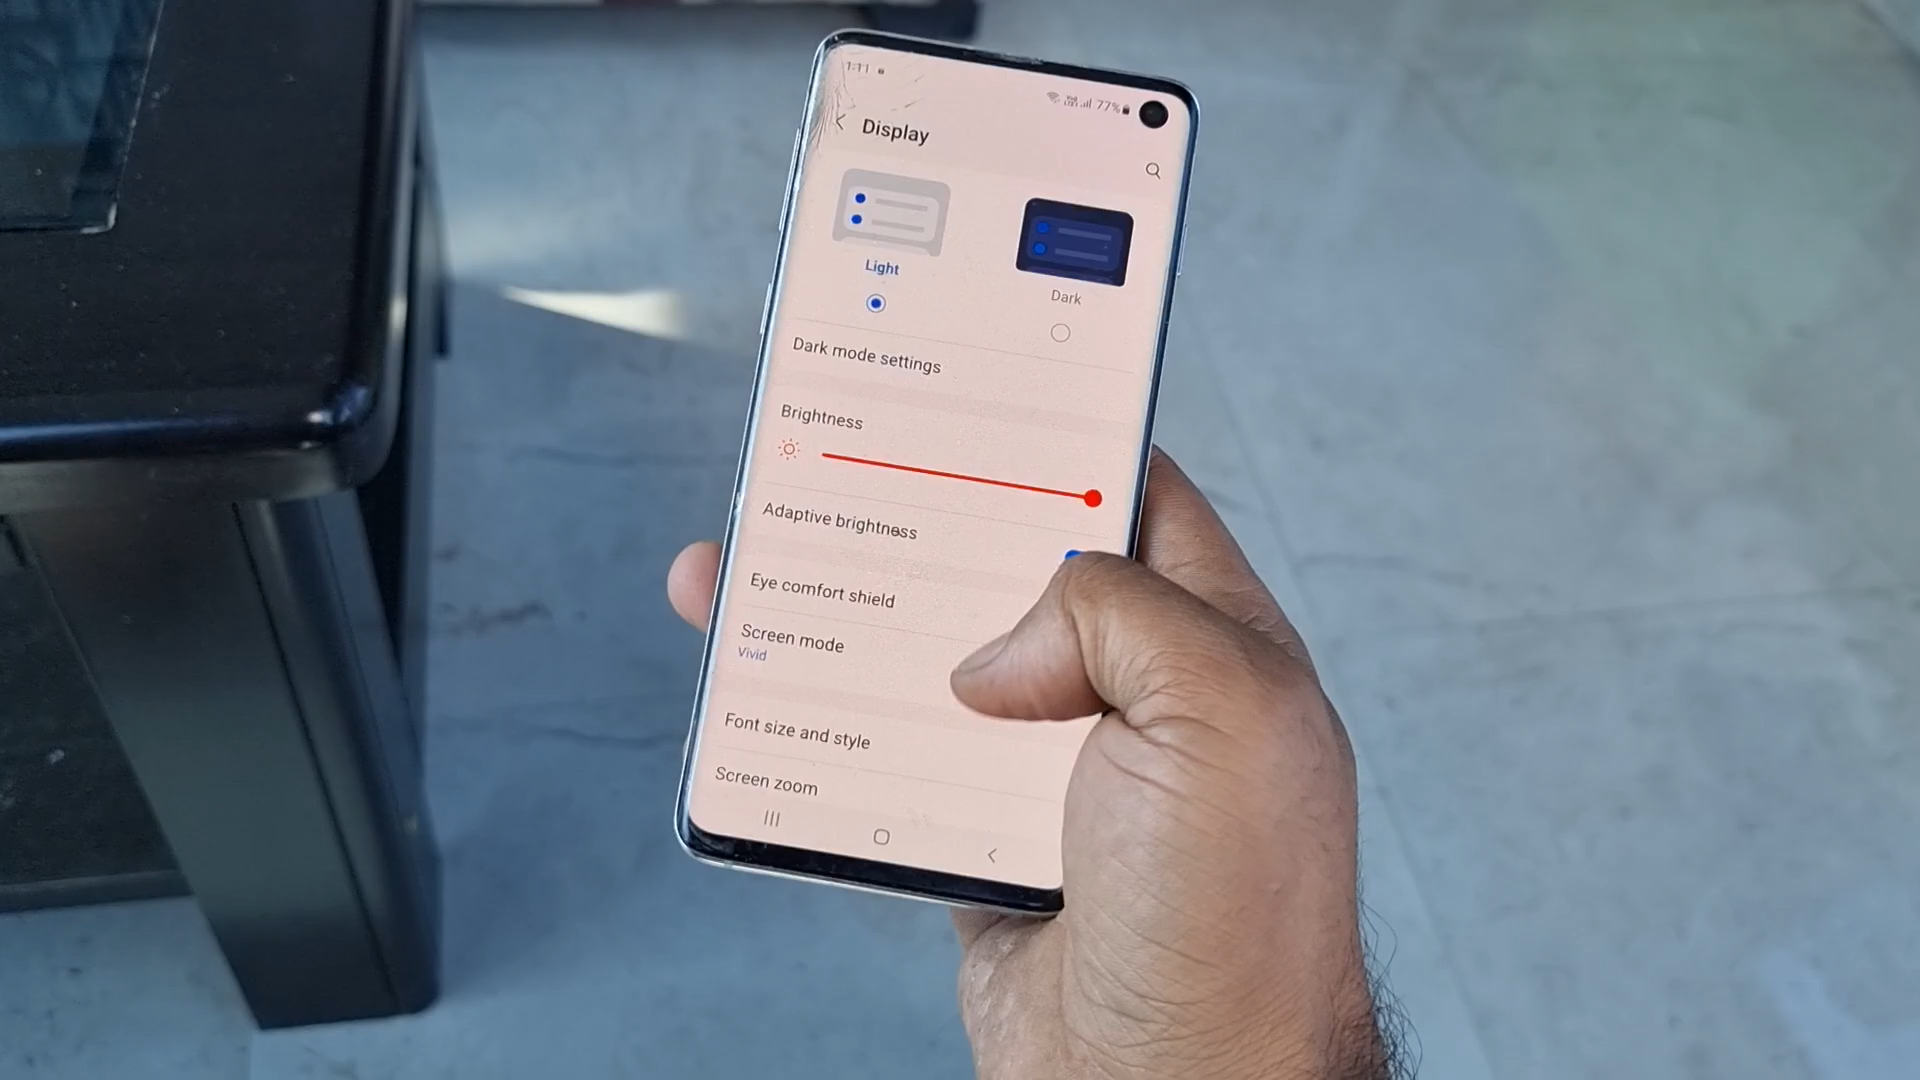 1:11
77%
Display
Light
Dark
Dark mode settings
Brightness
Adaptive brightness
Eye comfort shield
Screen mode
Vivid
Font size and style
Screen zoom